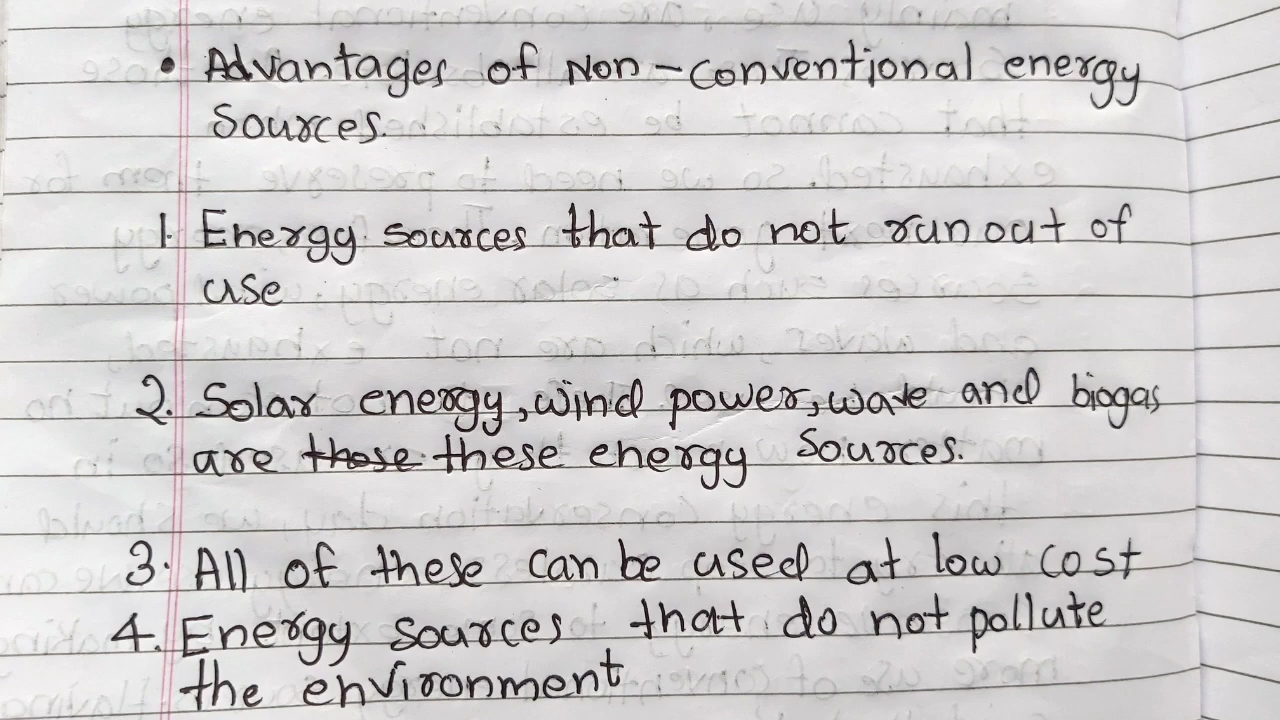 • Advantages of Non-conventional energy
Sources.
1. Energy sources that do not run out of
use
2. Solar energy, wind power, wave and biogas
are those these energy sources.
3. All of these can be used at low cost
4. Energy sources that do not pollute
the environment